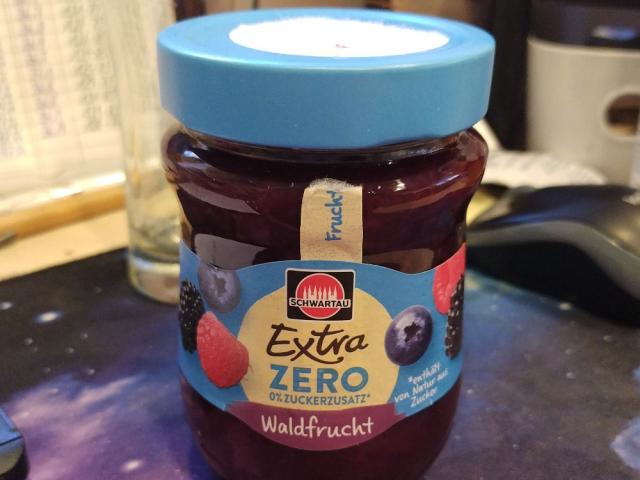 Frucht
SCHWARTAU
Extra
ZERO
0% ZUCKERZUSATZ*
Waldfrucht
*enthält
von Natur aus
Zucker